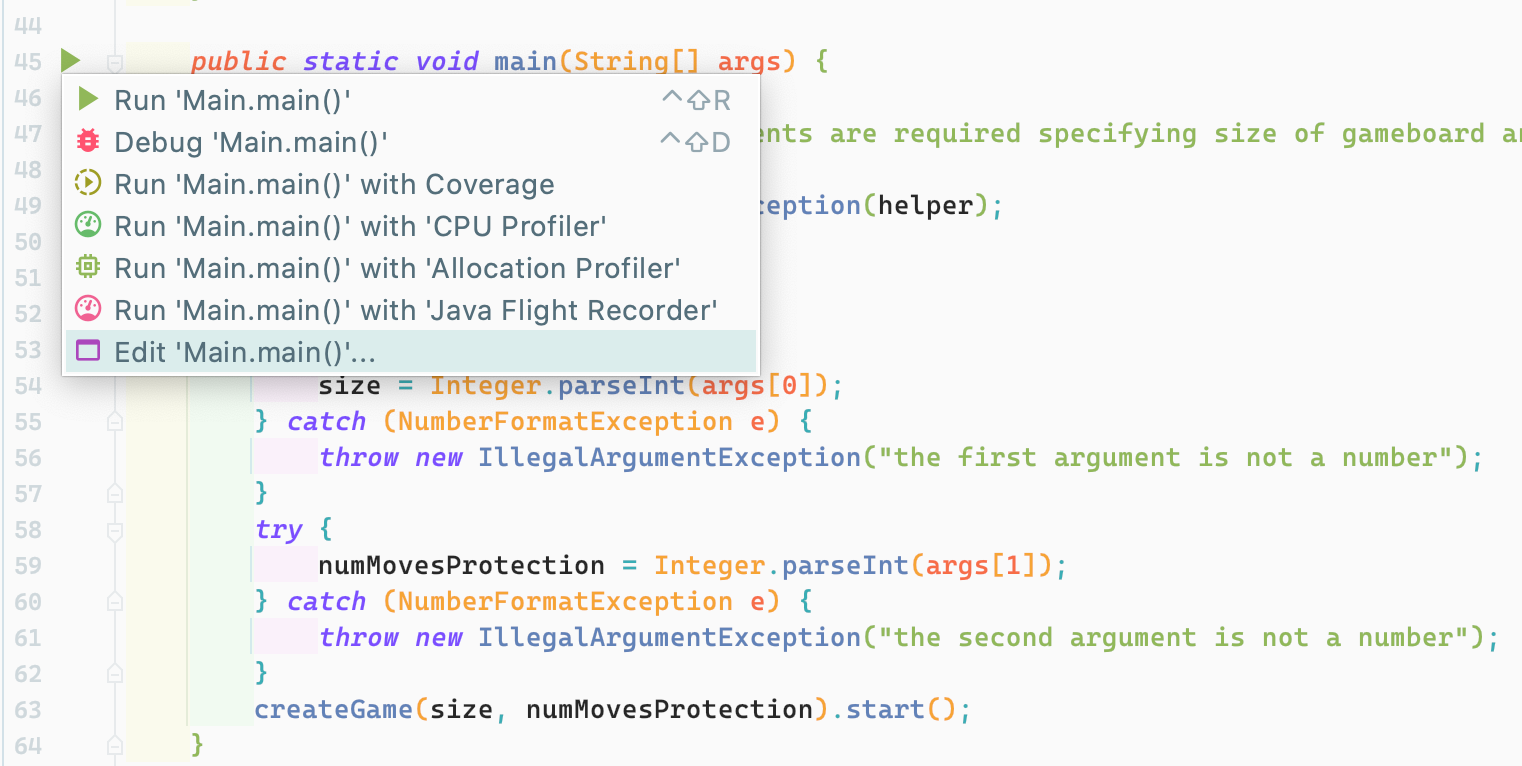 44
45 public static void main(String[] args) {
46
Run 'Main.main()' ^⇧R
47 ents are required specifying size of gameboard a
Debug 'Main.main()' ^⇧D
48
Run 'Main.main()' with Coverage
49 ception(helper);
50
Run 'Main.main()' with 'CPU Profiler'
51
Run 'Main.main()' with 'Allocation Profiler'
52
Run 'Main.main()' with 'Java Flight Recorder'
53
Edit 'Main.main()'...
54 size = Integer.parseInt(args[0]);
55 } catch (NumberFormatException e) {
56 throw new IllegalArgumentException("the first argument is not a number");
57 }
58 try {
59 numMovesProtection = Integer.parseInt(args[1]);
60 } catch (NumberFormatException e) {
61 throw new IllegalArgumentException("the second argument is not a number");
62 }
63 createGame(size, numMovesProtection).start();
64 }